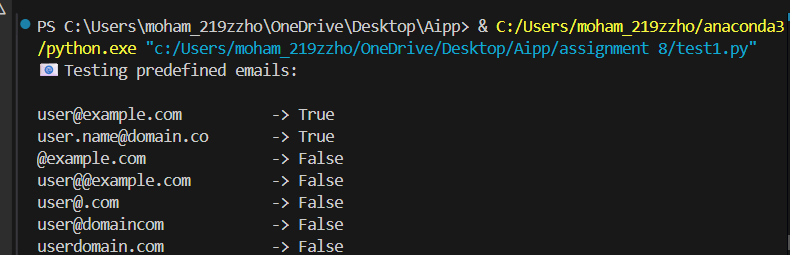 PS C:\Users\moham_219zzho\OneDrive\Desktop\Aipp> & C:/Users/moham_219zzho/anaconda3
/python.exe "c:/Users/moham_219zzho/OneDrive/Desktop/Aipp/assignment 8/test1.py"
📧 Testing predefined emails:
user@example.com -> True
user.name@domain.co -> True
@example.com -> False
user@@example.com -> False
user@.com -> False
user@domaincom -> False
userdomain.com -> False